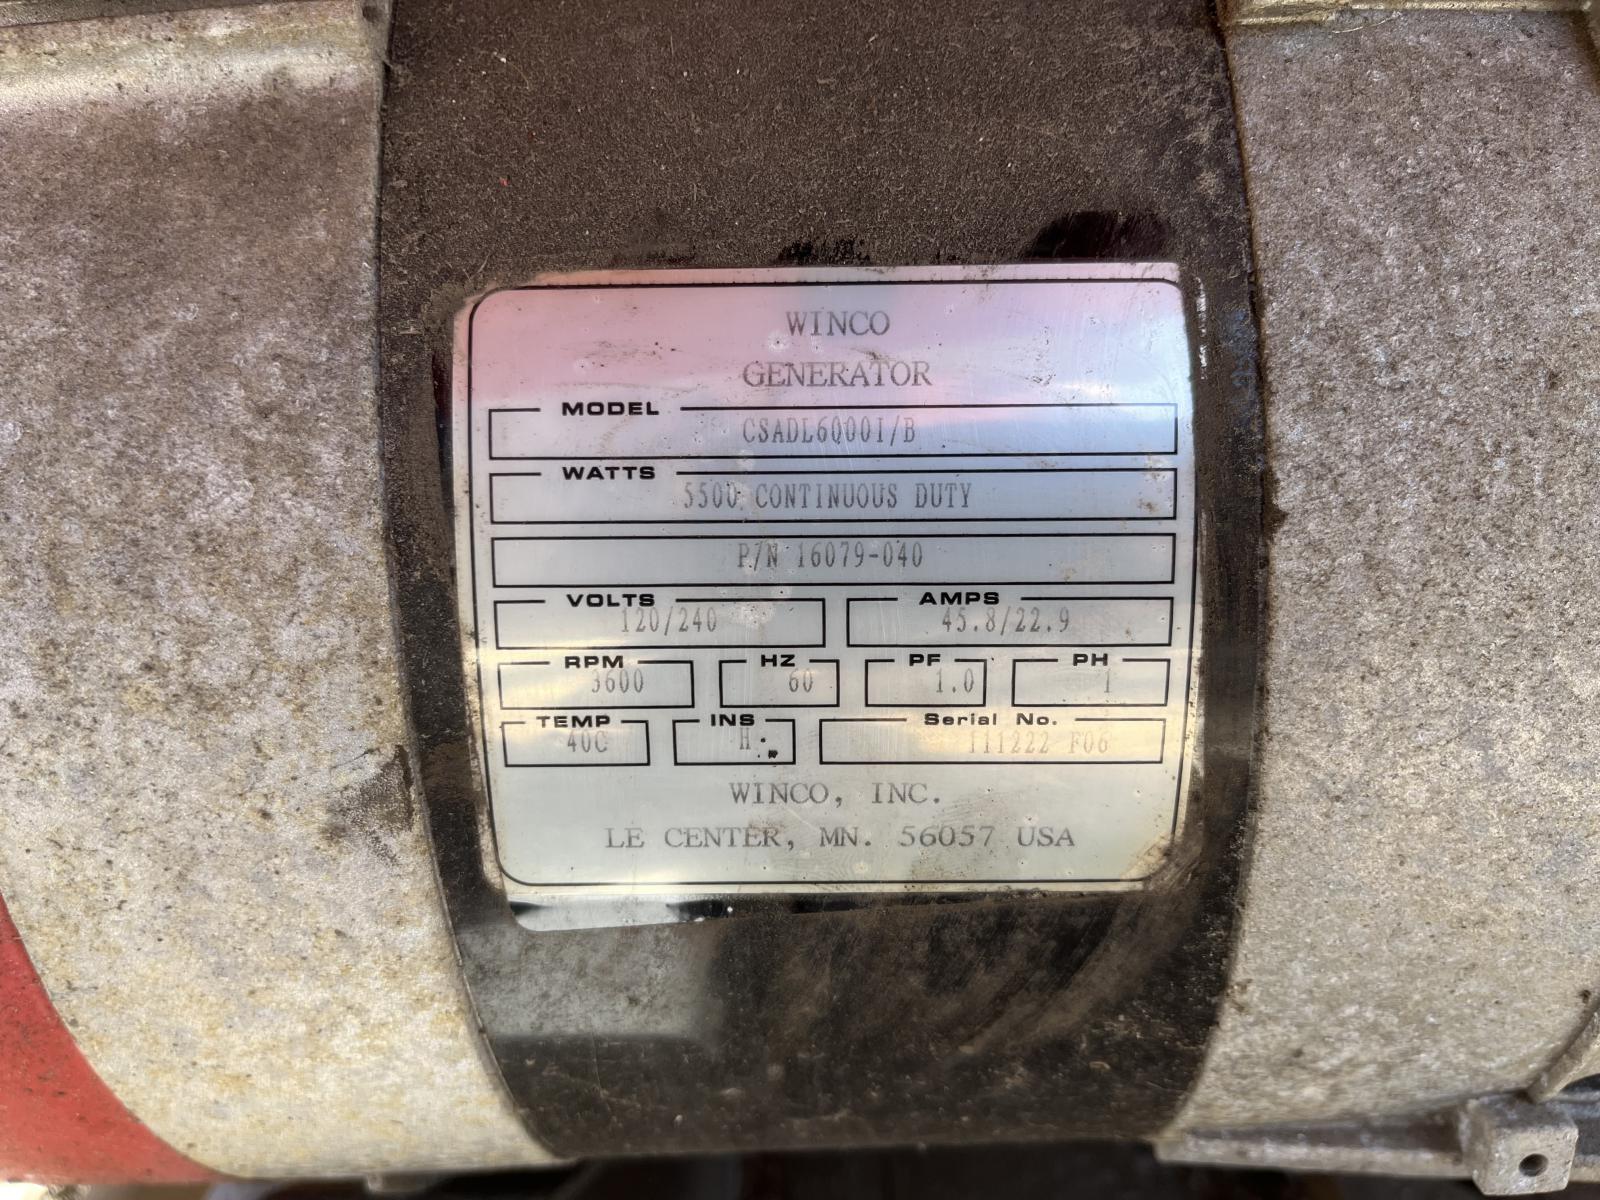 WINCO
GENERATOR
MODEL
CSADL6000I/B
WATTS
5500 CONTINUOUS DUTY
P/N 16079-040
VOLTS AMPS
120/240 45.8/22.9
RPM HZ PF PH
3600 60 1.0 1
TEMP INS Serial No.
40C H 111222 F06
WINCO, INC.
LE CENTER, MN. 56057 USA